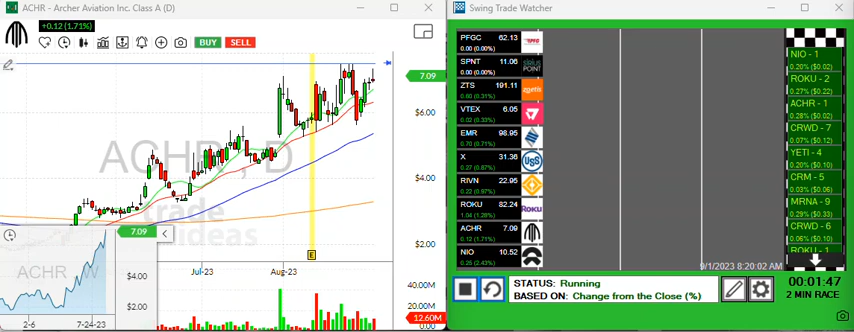 ACHR - Archer Aviation Inc. Class A (D)
+0.12 (1.71%)
BUY
SELL
7.09
$6.00
$4.00
$2.00
ACHR, D
trade
ideas
E
Jul-23
Aug-23
7.09
ACHR W
$4.00
$2.00
2-6
7-24-23
40.00M
12.60M
0.00
Swing Trade Watcher
PFGC 62.13
0.00 (0.00%)
SPNT 11.06
0.00 (0.00%)
ZTS 191.11
0.60 (0.31%)
zoetis
VTEX 6.05
0.02 (0.33%)
EMR 98.95
0.70 (0.71%)
X 31.36
0.27 (0.87%)
USS
RIVN 22.95
0.22 (0.97%)
ROKU 82.24
1.04 (1.28%)
Roku
ACHR 7.09
0.12 (1.71%)
NIO 10.52
0.25 (2.43%)
NIO - 1
0.20% ($0.02)
ROKU - 2
0.27% ($0.22)
ACHR - 1
0.28% ($0.02)
CRWD - 7
0.07% ($0.12)
YETI - 4
0.20% ($0.10)
CRM - 5
0.03% ($0.06)
MRNA - 9
0.29% ($0.33)
CRWD - 6
0.06% ($0.10)
ROKU - 1
9/1/2023 8:20:02 AM
STATUS: Running
BASED ON: Change from the Close (%)
00:01:47
2 MIN RACE